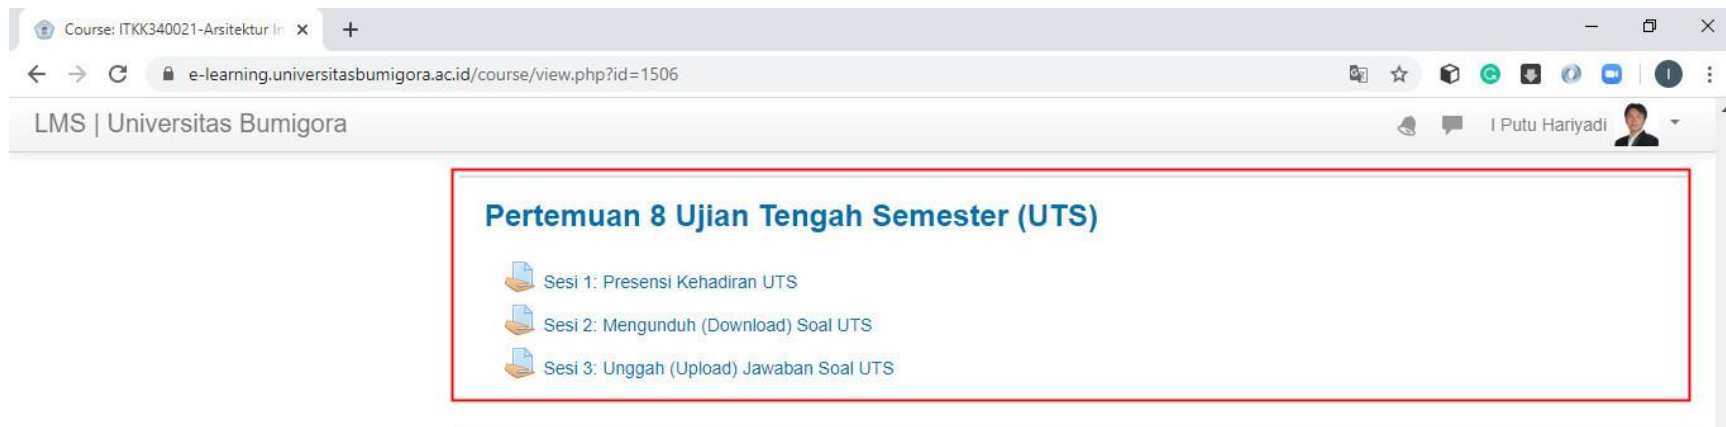 Course: ITKK340021-Arsitektur In
e-learning.universitasbumigora.ac.id/course/view.php?id=1506
LMS | Universitas Bumigora
I Putu Hariyadi
Pertemuan 8 Ujian Tengah Semester (UTS)
Sesi 1: Presensi Kehadiran UTS
Sesi 2: Mengunduh (Download) Soal UTS
Sesi 3: Unggah (Upload) Jawaban Soal UTS